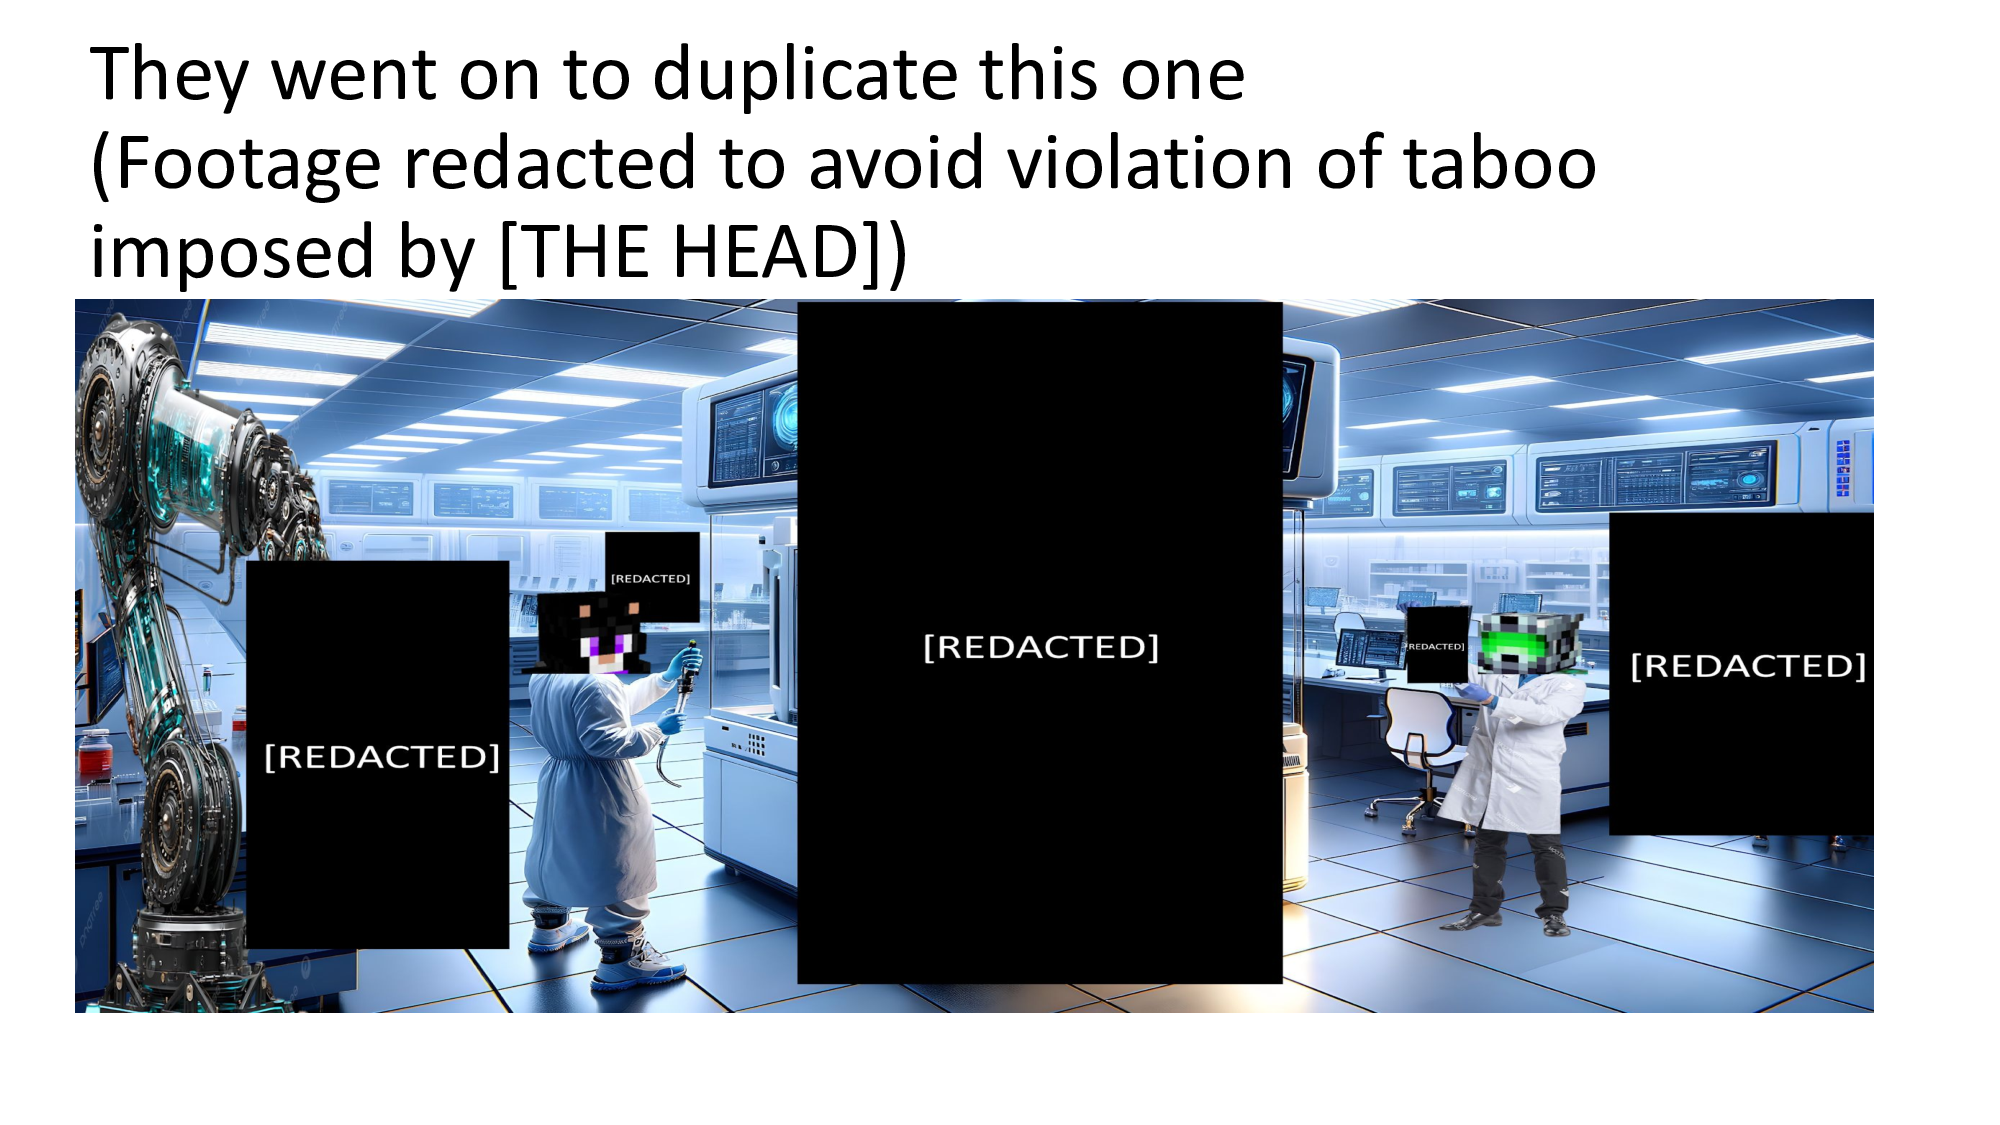 They went on to duplicate this one
(Footage redacted to avoid violation of taboo
imposed by [THE HEAD])
[REDACTED]
[REDACTED]
[REDACTED]
[REDACTED]
[REDACTED]